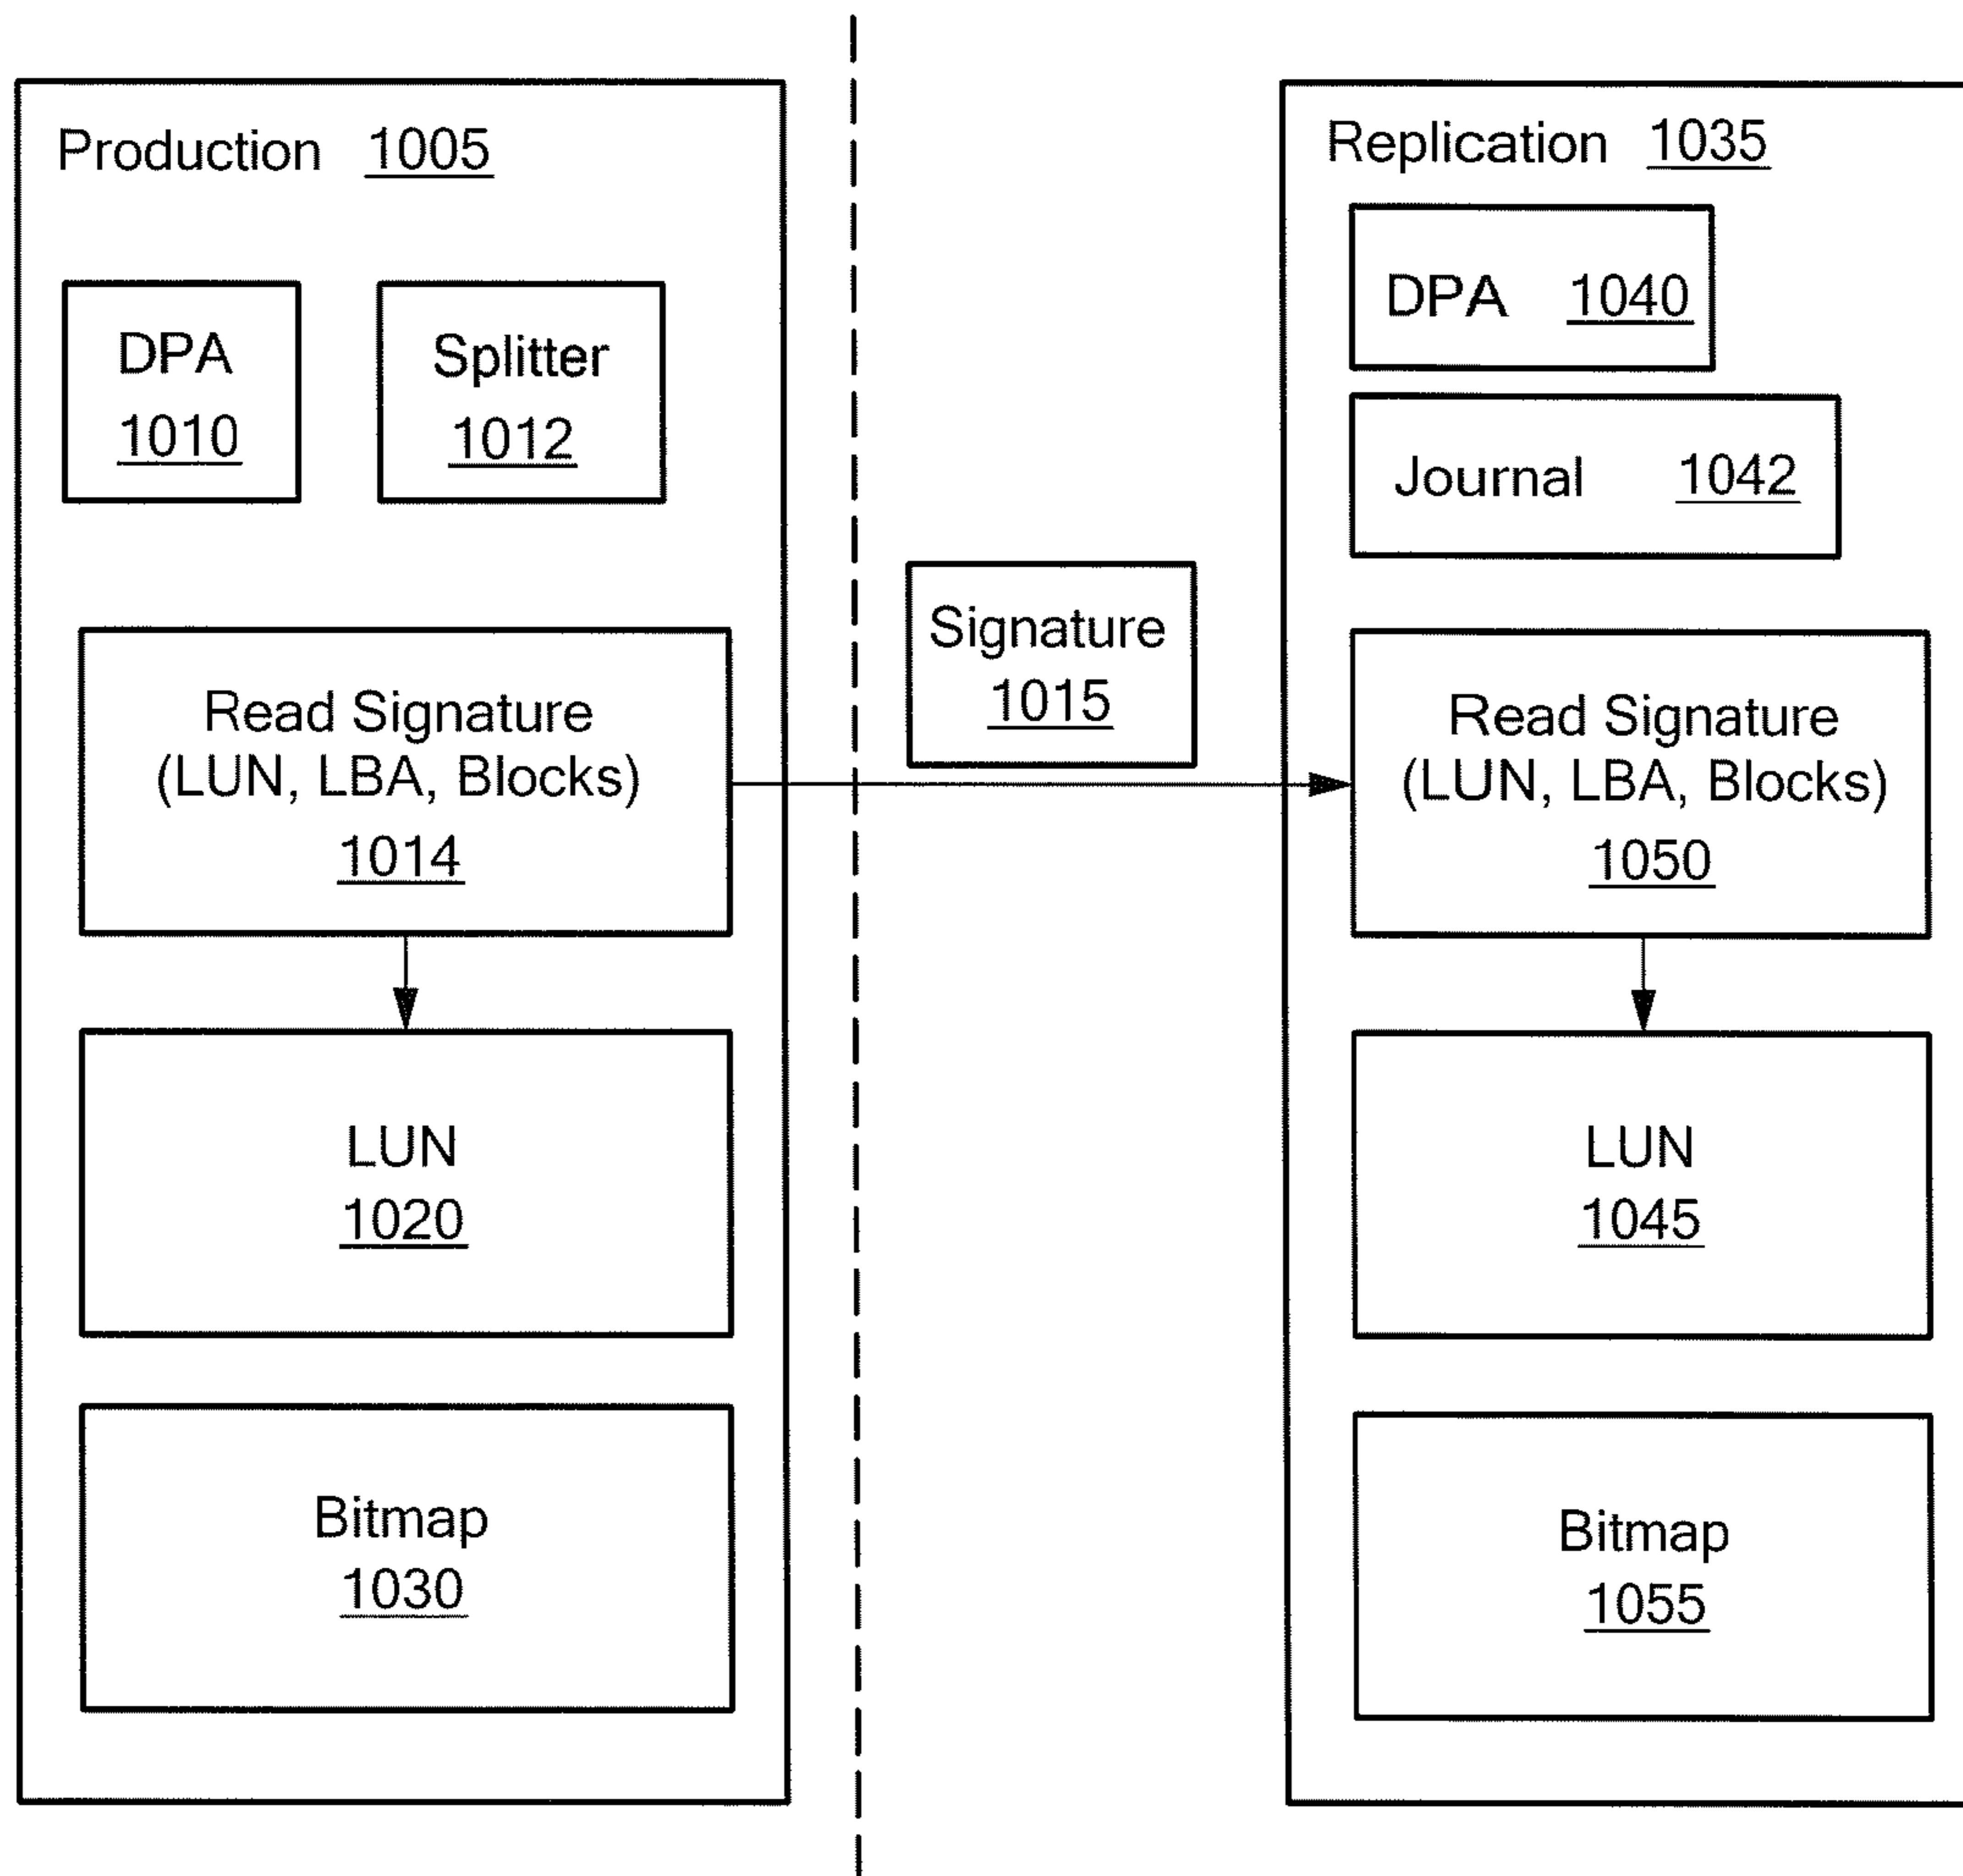 Production 1005
DPA
1010
Splitter
1012
Read Signature
(LUN, LBA, Blocks)
1014
LUN
1020
Bitmap
1030
Signature
1015
Replication 1035
DPA 1040
Journal 1042
Read Signature
(LUN, LBA, Blocks)
1050
LUN
1045
Bitmap
1055